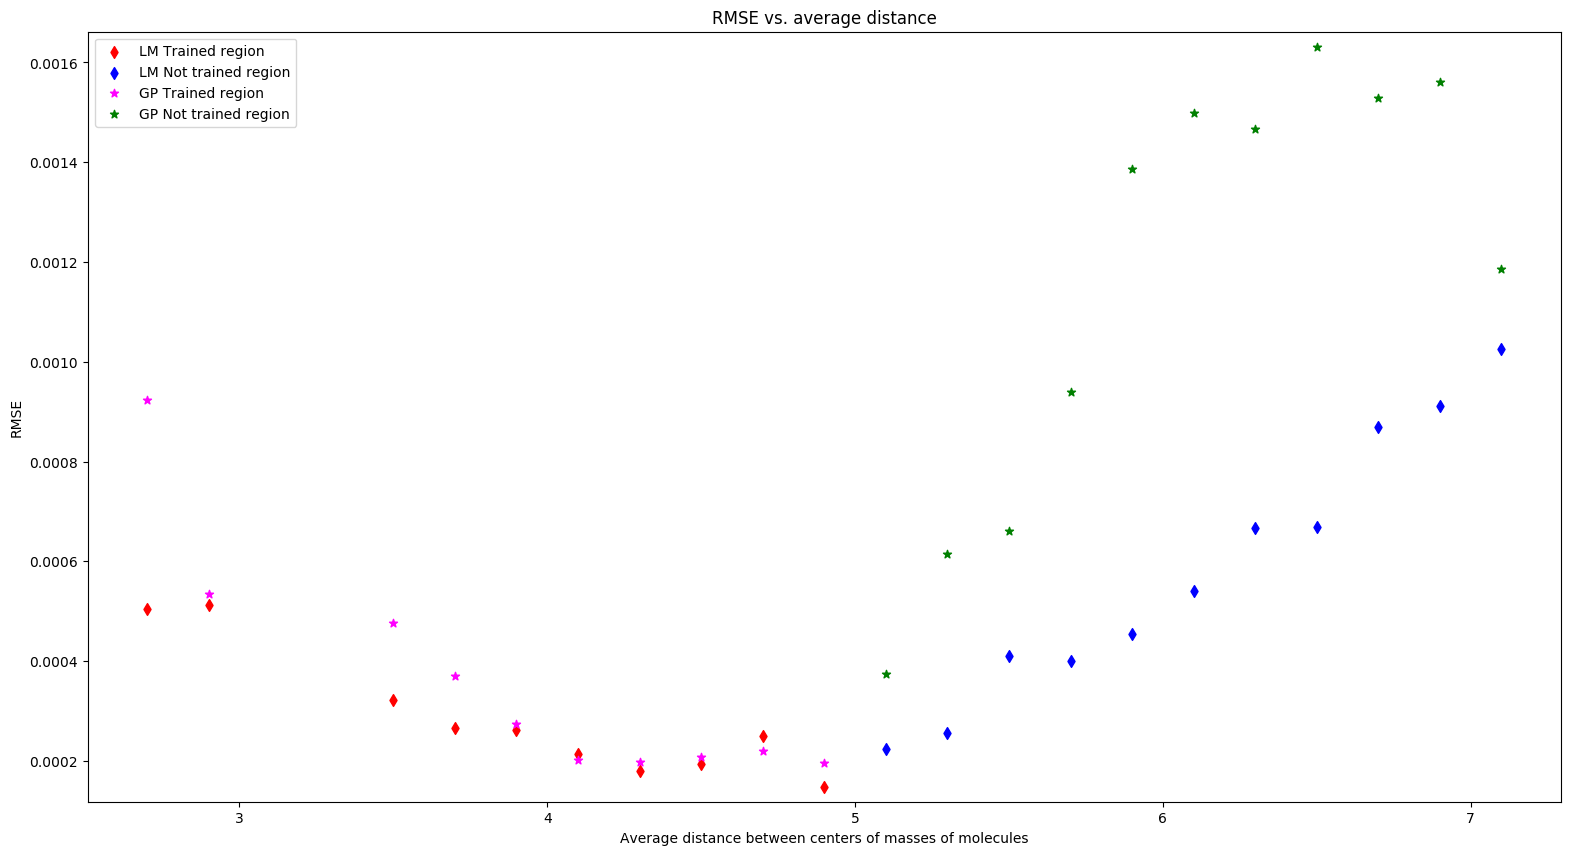 RMSE vs. average distance
LM Trained region
LM Not trained region
GP Trained region
GP Not trained region
0.0016
0.0014
0.0012
0.0010
0.0008
0.0006
0.0004
0.0002
RMSE
3 4 5 6 7
Average distance between centers of masses of molecules